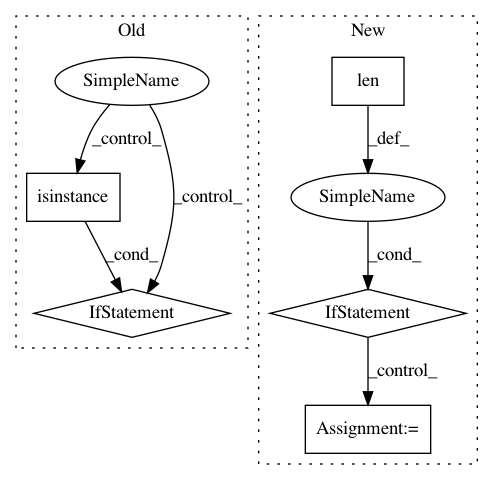 Old
New
SimpleName
len
_control_
_def_
isinstance
_control_
SimpleName
_cond_
_cond_
IfStatement
IfStatement
_control_
Assignment:=